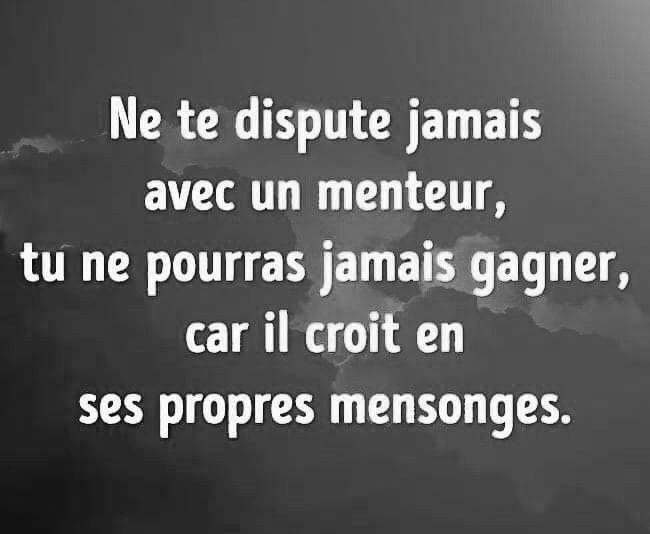 Ne te dispute jamais
avec un menteur,
tu ne pourras jamais gagner,
car il croit en
ses propres mensonges.